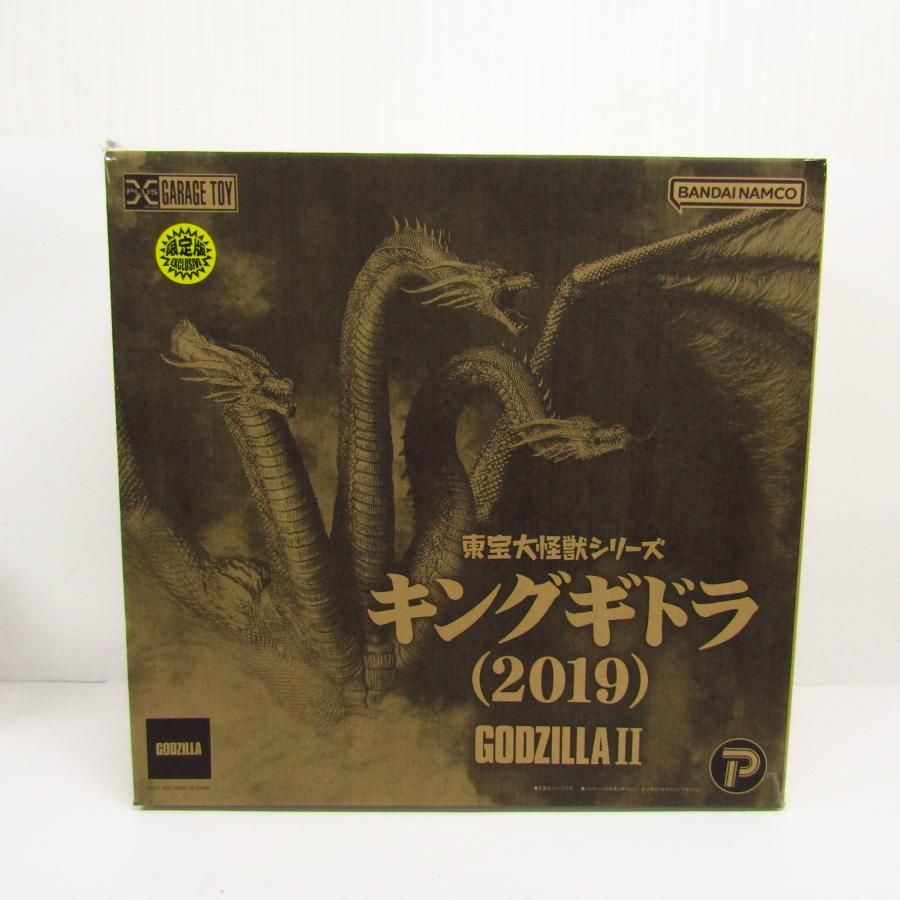 X PLUS GARAGE TOY
BANDAI NAMCO
限定版
EXCLUSIVE
東宝大怪獣シリーズ
キングギドラ
(2019)
GODZILLA II
GODZILLA
P